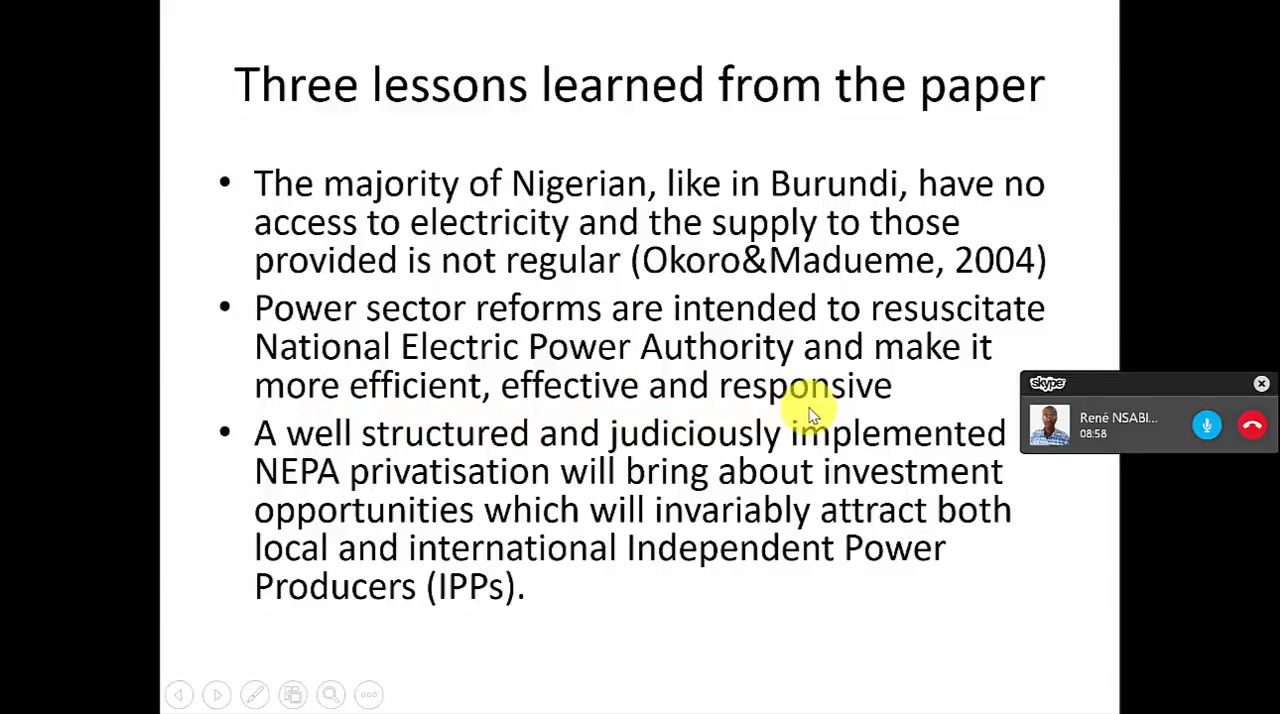 Three lessons learned from the paper
• The majority of Nigerian, like in Burundi, have no
access to electricity and the supply to those
provided is not regular (Okoro&Madueme, 2004)
• Power sector reforms are intended to resuscitate
National Electric Power Authority and make it
more efficient, effective and responsive
• A well structured and judiciously implemented
NEPA privatisation will bring about investment
opportunities which will invariably attract both
local and international Independent Power
Producers (IPPs).
skype
René NSABI...
08:58